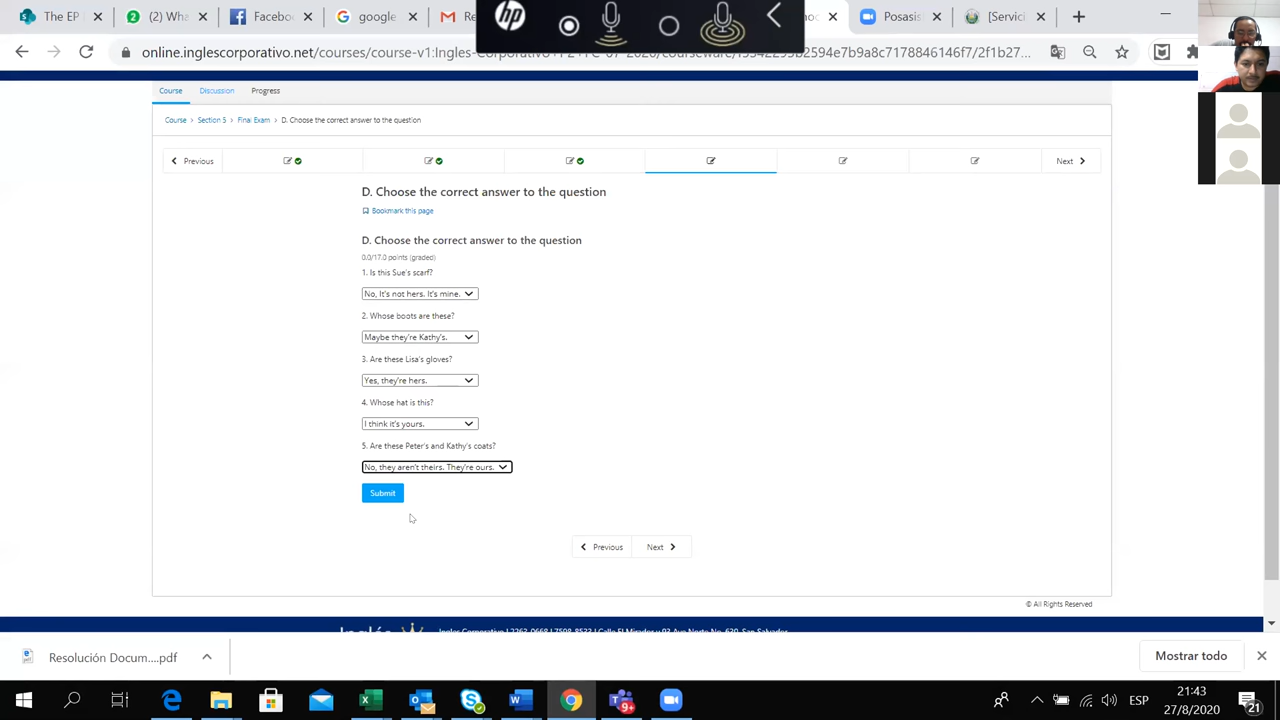 The EP
(2) Wha
Facebo
google
Posasis
[Servici
online.inglescorporativo.net/courses/course-v1:Ingles-
Course Discussion Progress
Course > Section 5 > Final Exam > D. Choose the correct answer to the question
Previous
Next
D. Choose the correct answer to the question
Bookmark this page
D. Choose the correct answer to the question
0,0/17.0 points (graded)
1. Is this Sue's scarf?
No, It's not hers. It's mine.
2. Whose boots are these?
Maybe they're Kathy's.
3. Are these Lisa's gloves?
Yes, they're hers.
4. Whose hat is this?
I think it's yours.
5. Are these Peter's and Kathy's coats?
No, they aren't theirs. They're ours.
Submit
Previous Next
© All Rights Reserved
Resolución Docum....pdf
Mostrar todo
ESP
21:43
27/8/2020
21